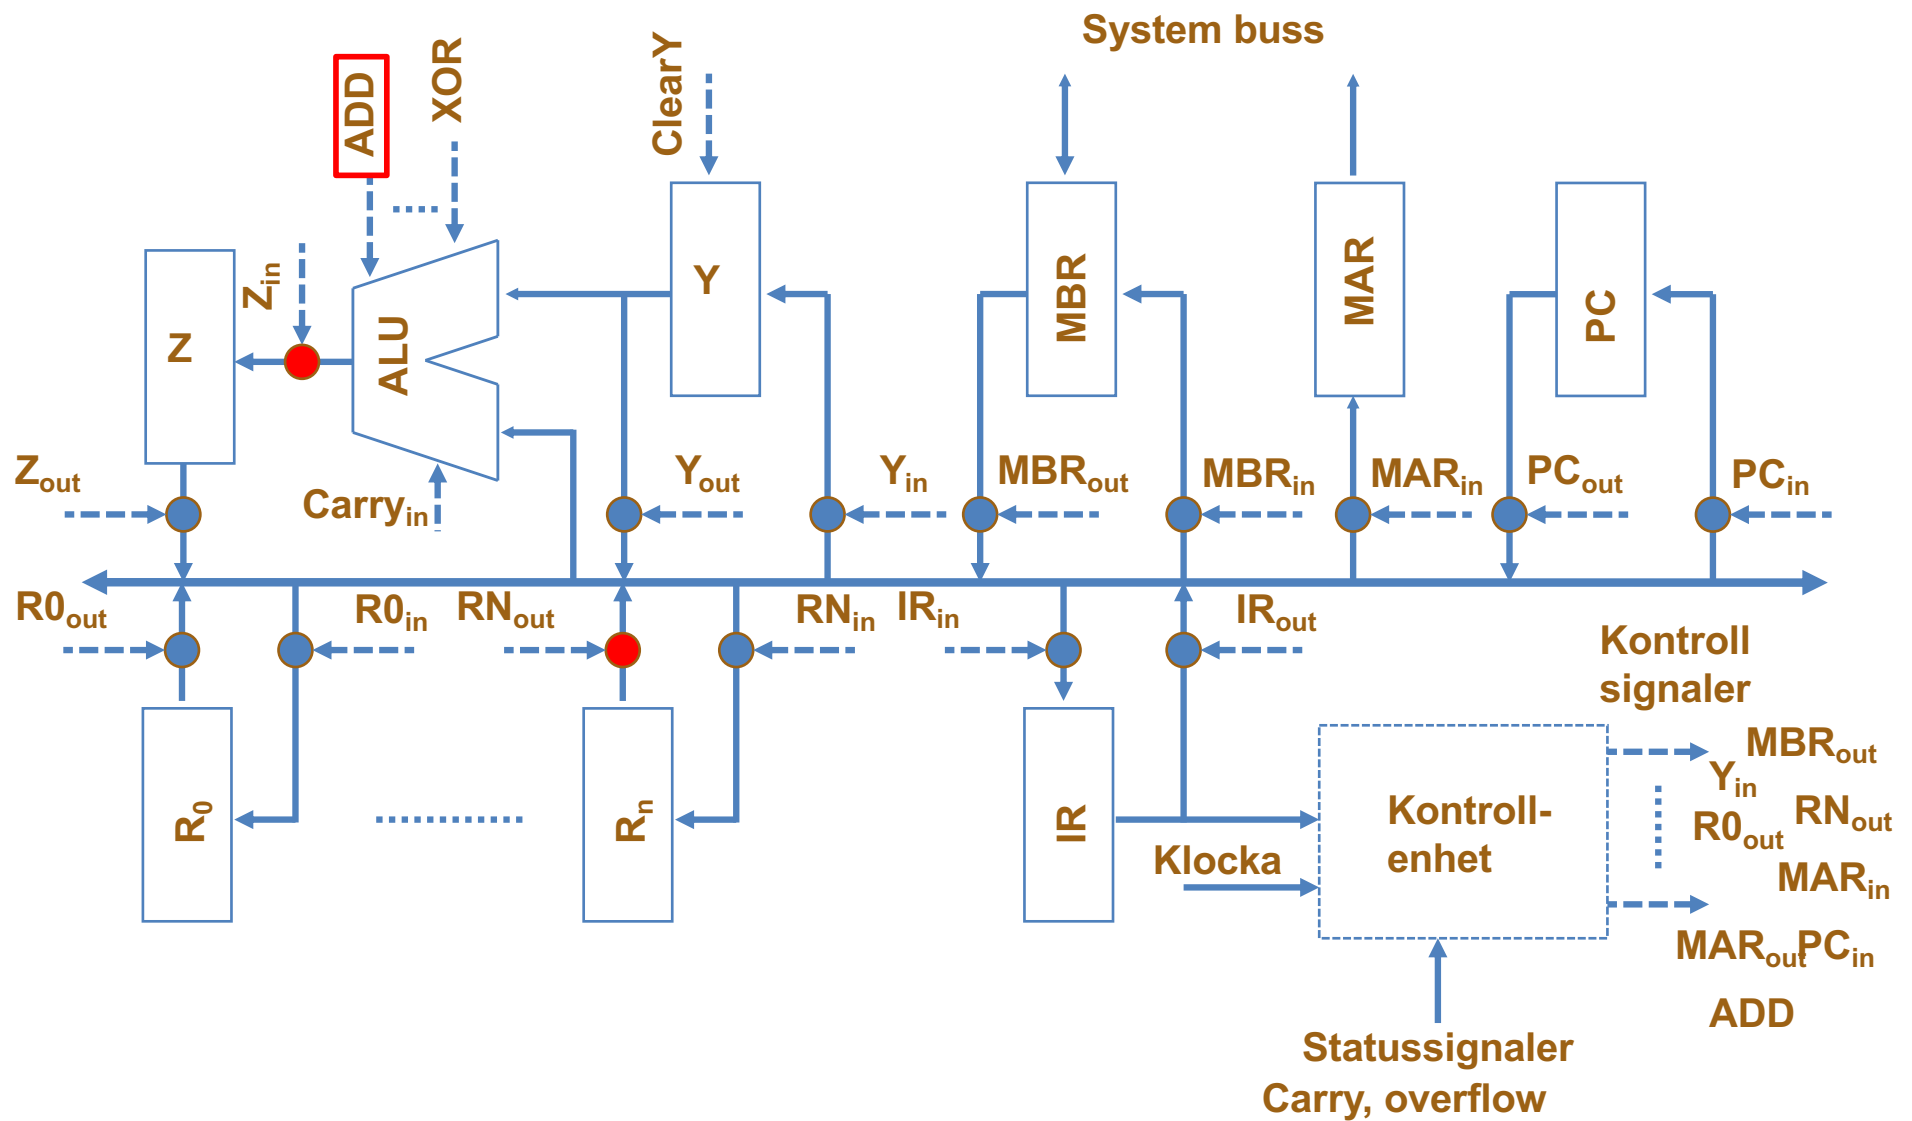 System buss
ADD
XOR
ClearY
Z
Zin
ALU
Y
MBR
MAR
PC
Zout
Carryin
Yout
Yin
MBRout
MBRin
MARin
PCout
PCin
R0out
R0in
RNout
RNin
IRin
IRout
Kontroll
signaler
R0
Rn
IR
Klocka
Kontroll-
enhet
MBRout
Yin
RNout
R0out
MARin
MARout
PCin
ADD
Statussignaler
Carry, overflow